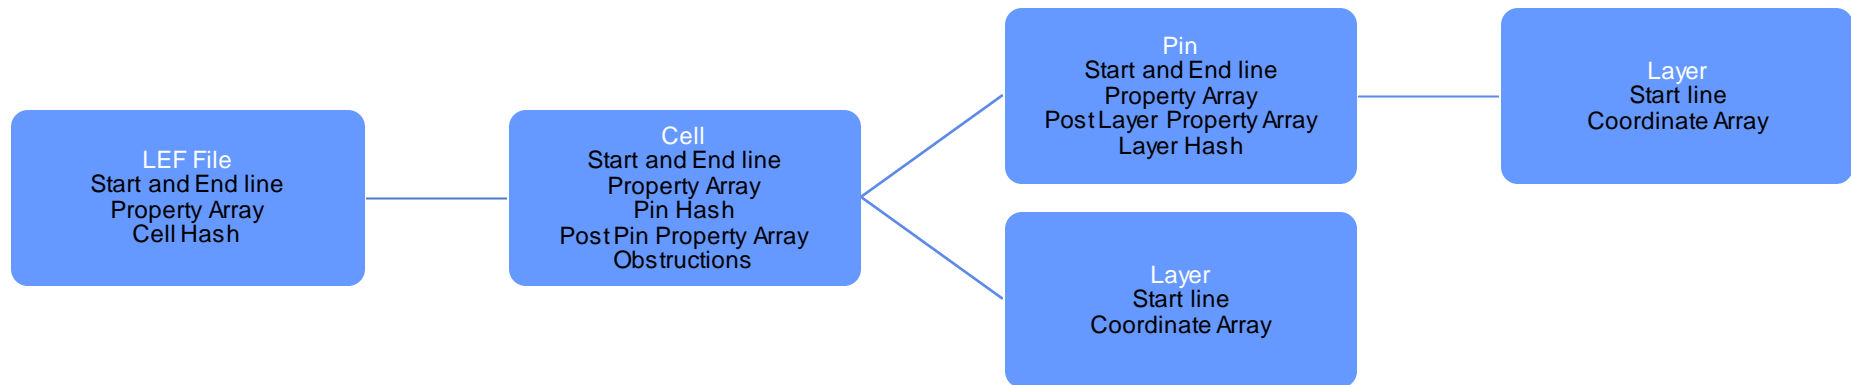 LEF File
Start and End line
Property Array
Cell Hash
Cell
Start and End line
Property Array
Pin Hash
Post Pin Property Array
Obstructions
Pin
Start and End line
Property Array
Post Layer Property Array
Layer Hash
Layer
Start line
Coordinate Array
Layer
Start line
Coordinate Array